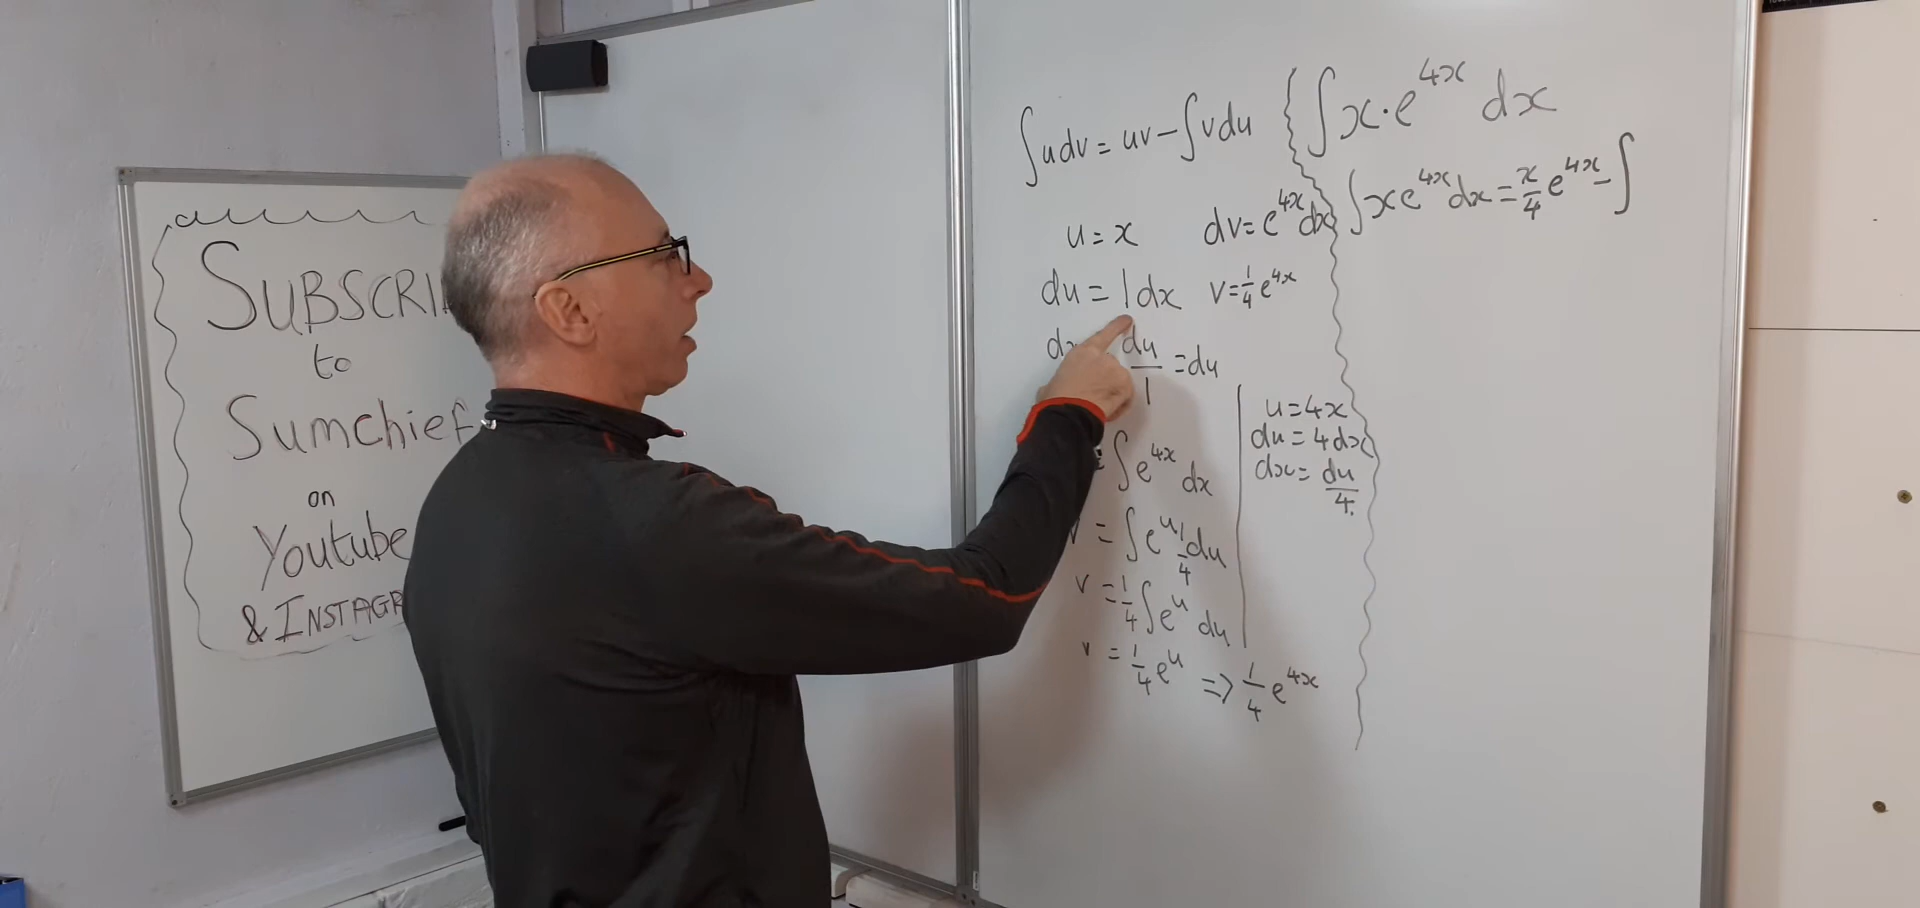 SUBSCRI
to
Sumchief
on
Youtube
& INSTAGR
∫udv = uv - ∫vdu
u = x
dv = e^{4x} dx
du = 1 dx
v = 1/4 e^{4x}
du/1 = du
∫e^{4x} dx
v = ∫e^u 1/4 du
v = 1/4 ∫e^u du
v = 1/4 e^u => 1/4 e^{4x}
u = 4x
du = 4dx
dx = du/4
∫x·e^{4x} dx
∫xe^{4x} dx = x/4 e^{4x} - ∫